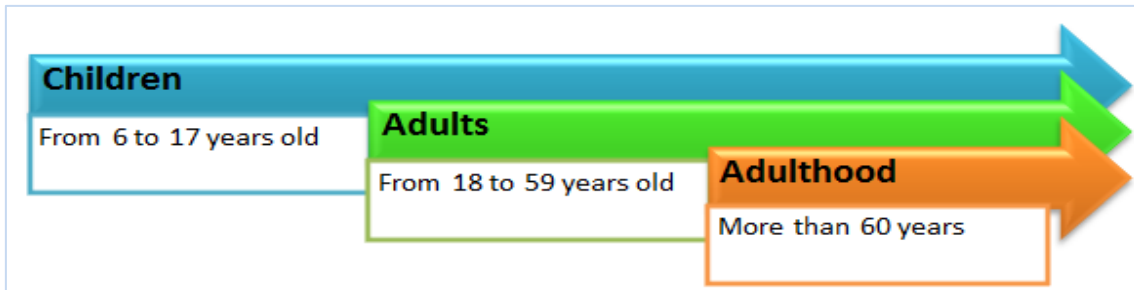 Children
From 6 to 17 years old
Adults
From 18 to 59 years old
Adulthood
More than 60 years